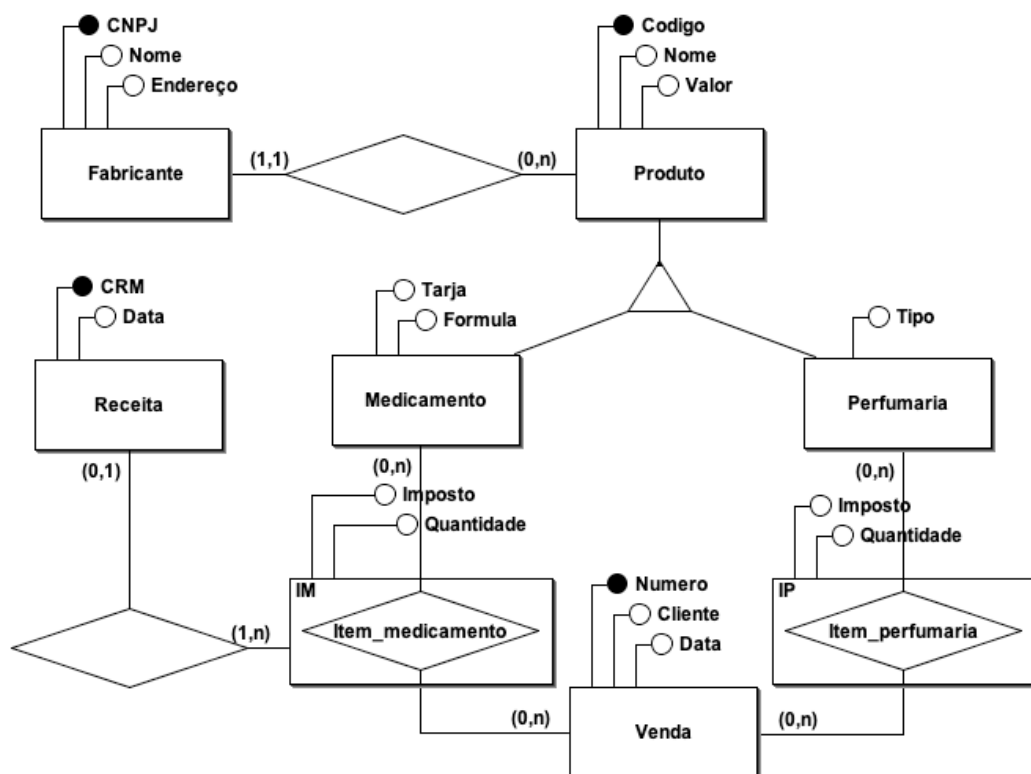 CNPJ
Nome
Endereço
Fabricante
(1,1)
(0,n)
Codigo
Nome
Valor
Produto
CRM
Data
Receita
(0,1)
Tarja
Formula
Medicamento
(0,n)
Tipo
Perfumaria
(0,n)
Imposto
Quantidade
IM
Item_medicamento
(1,n)
(0,n)
Numero
Cliente
Data
Venda
(0,n)
Imposto
Quantidade
IP
Item_perfumaria